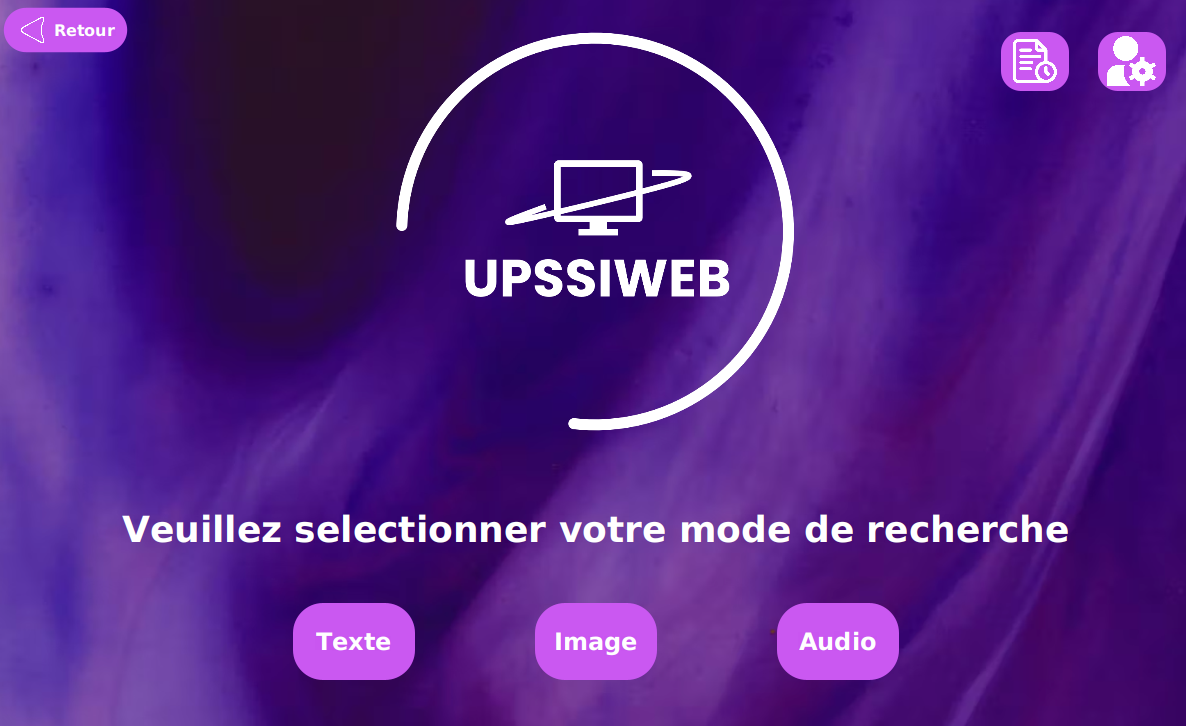 Retour
UPSSIWEB
Veuillez selectionner votre mode de recherche
Texte
Image
Audio